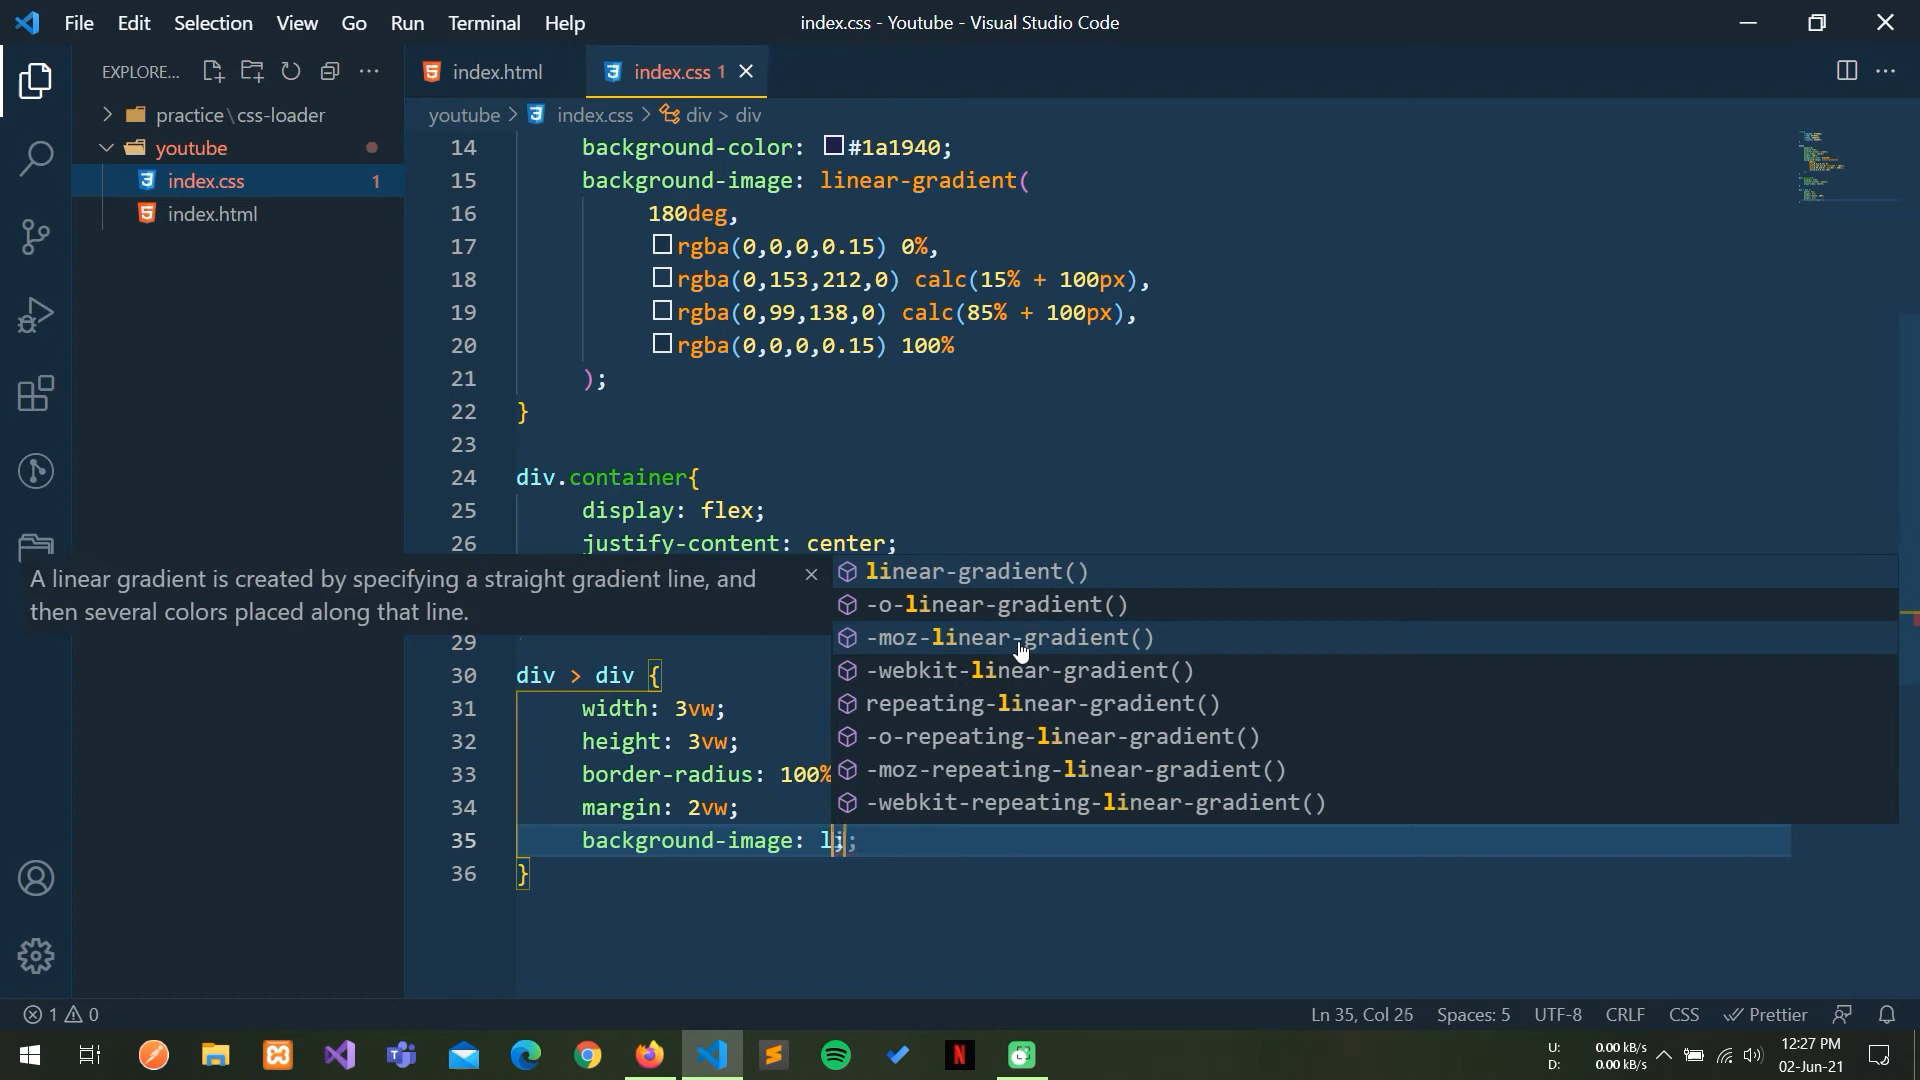 File Edit Selection View Go Run Terminal Help
index.css - Youtube - Visual Studio Code
EXPLORE...
practice\css-loader
youtube
index.css 1
index.html
index.html
index.css 1
youtube > index.css > div > div
14 background-color: #1a1940;
15 background-image: linear-gradient(
16 180deg,
17 rgba(0,0,0,0.15) 0%,
18 rgba(0,153,212,0) calc(15% + 100px),
19 rgba(0,99,138,0) calc(85% + 100px),
20 rgba(0,0,0,0.15) 100%
21 );
22 }
23
24 div.container{
25 display: flex;
26 justify-content: center;
A linear gradient is created by specifying a straight gradient line, and
then several colors placed along that line.
linear-gradient()
-o-linear-gradient()
-moz-linear-gradient()
-webkit-linear-gradient()
repeating-linear-gradient()
-o-repeating-linear-gradient()
-moz-repeating-linear-gradient()
-webkit-repeating-linear-gradient()
29
30 div > div {
31 width: 3vw;
32 height: 3vw;
33 border-radius: 100%
34 margin: 2vw;
35 background-image: li;
36 }
1 0
Ln 35, Col 26 Spaces: 5 UTF-8 CRLF CSS Prettier
U: 0.00 kB/s
D: 0.00 kB/s
12:27 PM
02-Jun-21